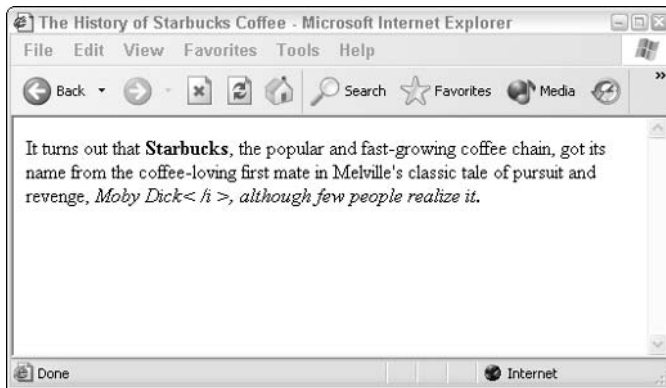 The History of Starbucks Coffee - Microsoft Internet Explorer
File Edit View Favorites Tools Help
Back Search Favorites Media »
It turns out that Starbucks, the popular and fast-growing coffee chain, got its
name from the coffee-loving first mate in Melville's classic tale of pursuit and
revenge, Moby Dick< /i >, although few people realize it.
Done Internet